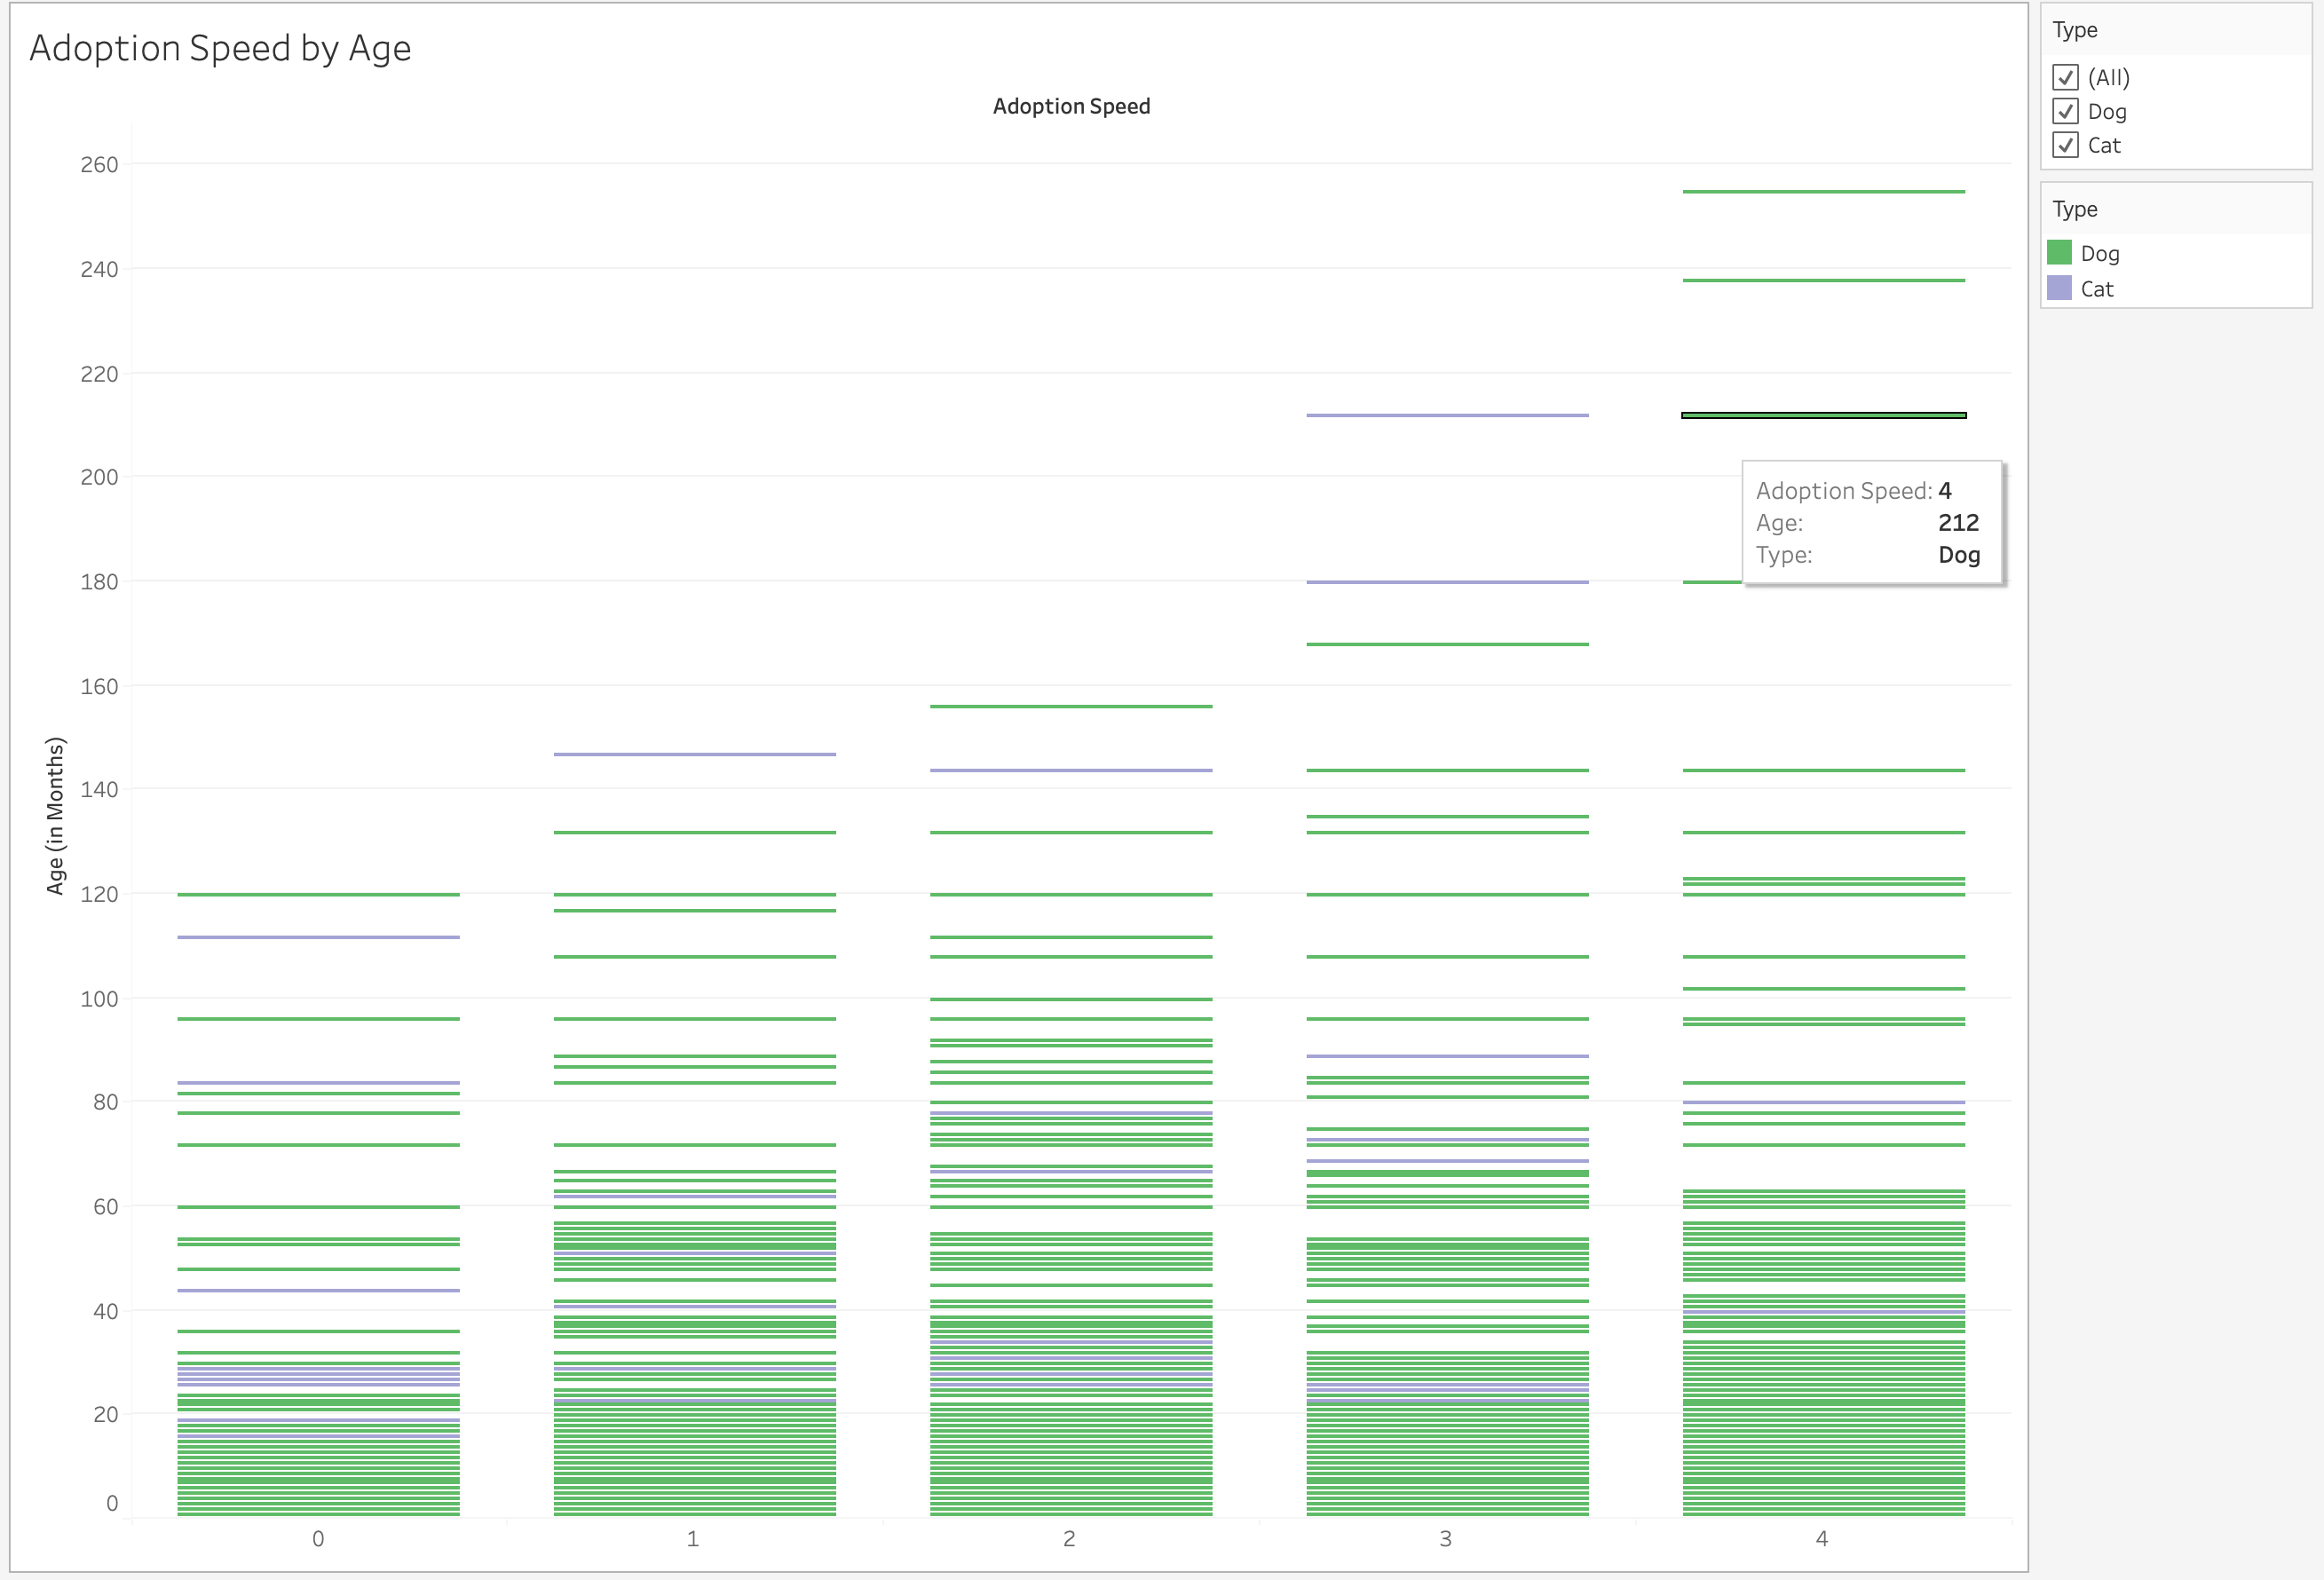 Adoption Speed by Age
Adoption Speed
260
240
220
200
180
160
140
120
100
80
60
40
20
0
Age (in Months)
0 1 2 3 4
Adoption Speed: 4
Age: 212
Type: Dog
Type
(All)
Dog
Cat
Type
Dog
Cat